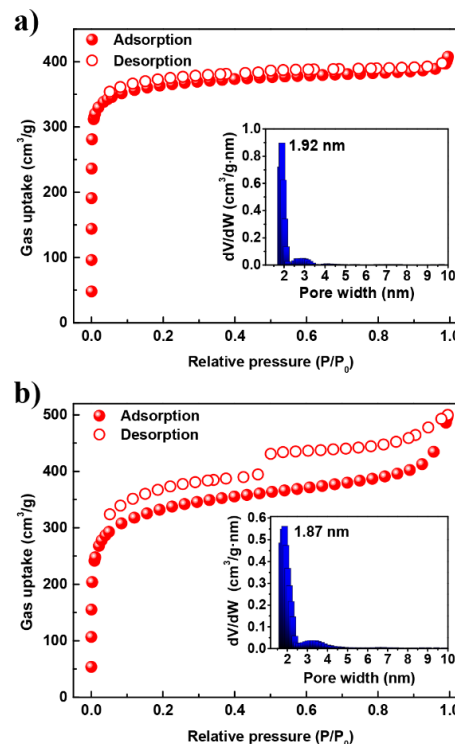 a)
Adsorption
Desorption
Gas uptake (cm³/g)
400
300
200
100
0
0.0 0.2 0.4 0.6 0.8 1.0
Relative pressure (P/P₀)
1.92 nm
dV/dW (cm³/g·nm)
1.0
0.8
0.6
0.4
0.2
0.0
2 3 4 5 6 7 8 9 10
Pore width (nm)
b)
Adsorption
Desorption
Gas uptake (cm³/g)
500
400
300
200
100
0
0.0 0.2 0.4 0.6 0.8 1.0
Relative pressure (P/P₀)
1.87 nm
dV/dW (cm³/g·nm)
0.6
0.5
0.4
0.3
0.2
0.1
0.0
2 3 4 5 6 7 8 9 10
Pore width (nm)